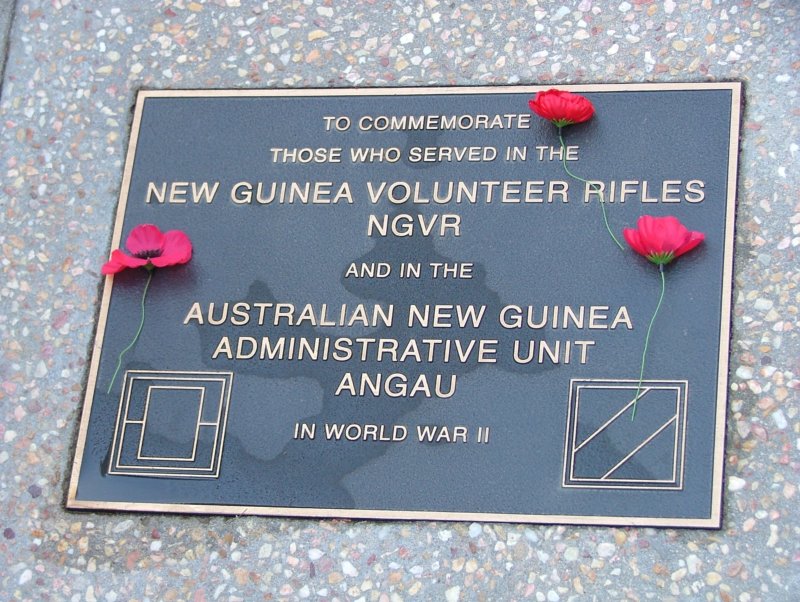 TO COMMEMORATE
THOSE WHO SERVED IN THE
NEW GUINEA VOLUNTEER RIFLES
NGVR
AND IN THE
AUSTRALIAN NEW GUINEA
ADMINISTRATIVE UNIT
ANGAU
IN WORLD WAR II